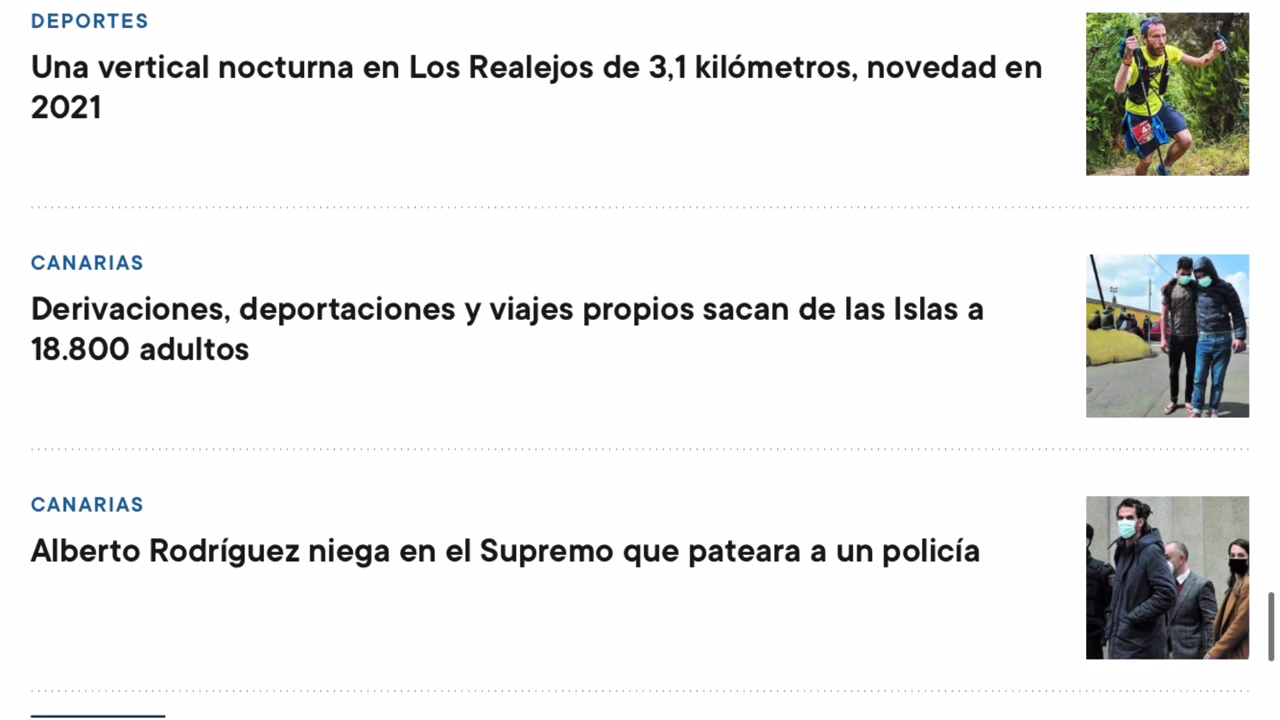 DEPORTES
Una vertical nocturna en Los Realejos de 3,1 kilómetros, novedad en
2021
CANARIAS
Derivaciones, deportaciones y viajes propios sacan de las Islas a
18.800 adultos
CANARIAS
Alberto Rodríguez niega en el Supremo que pateara a un policía